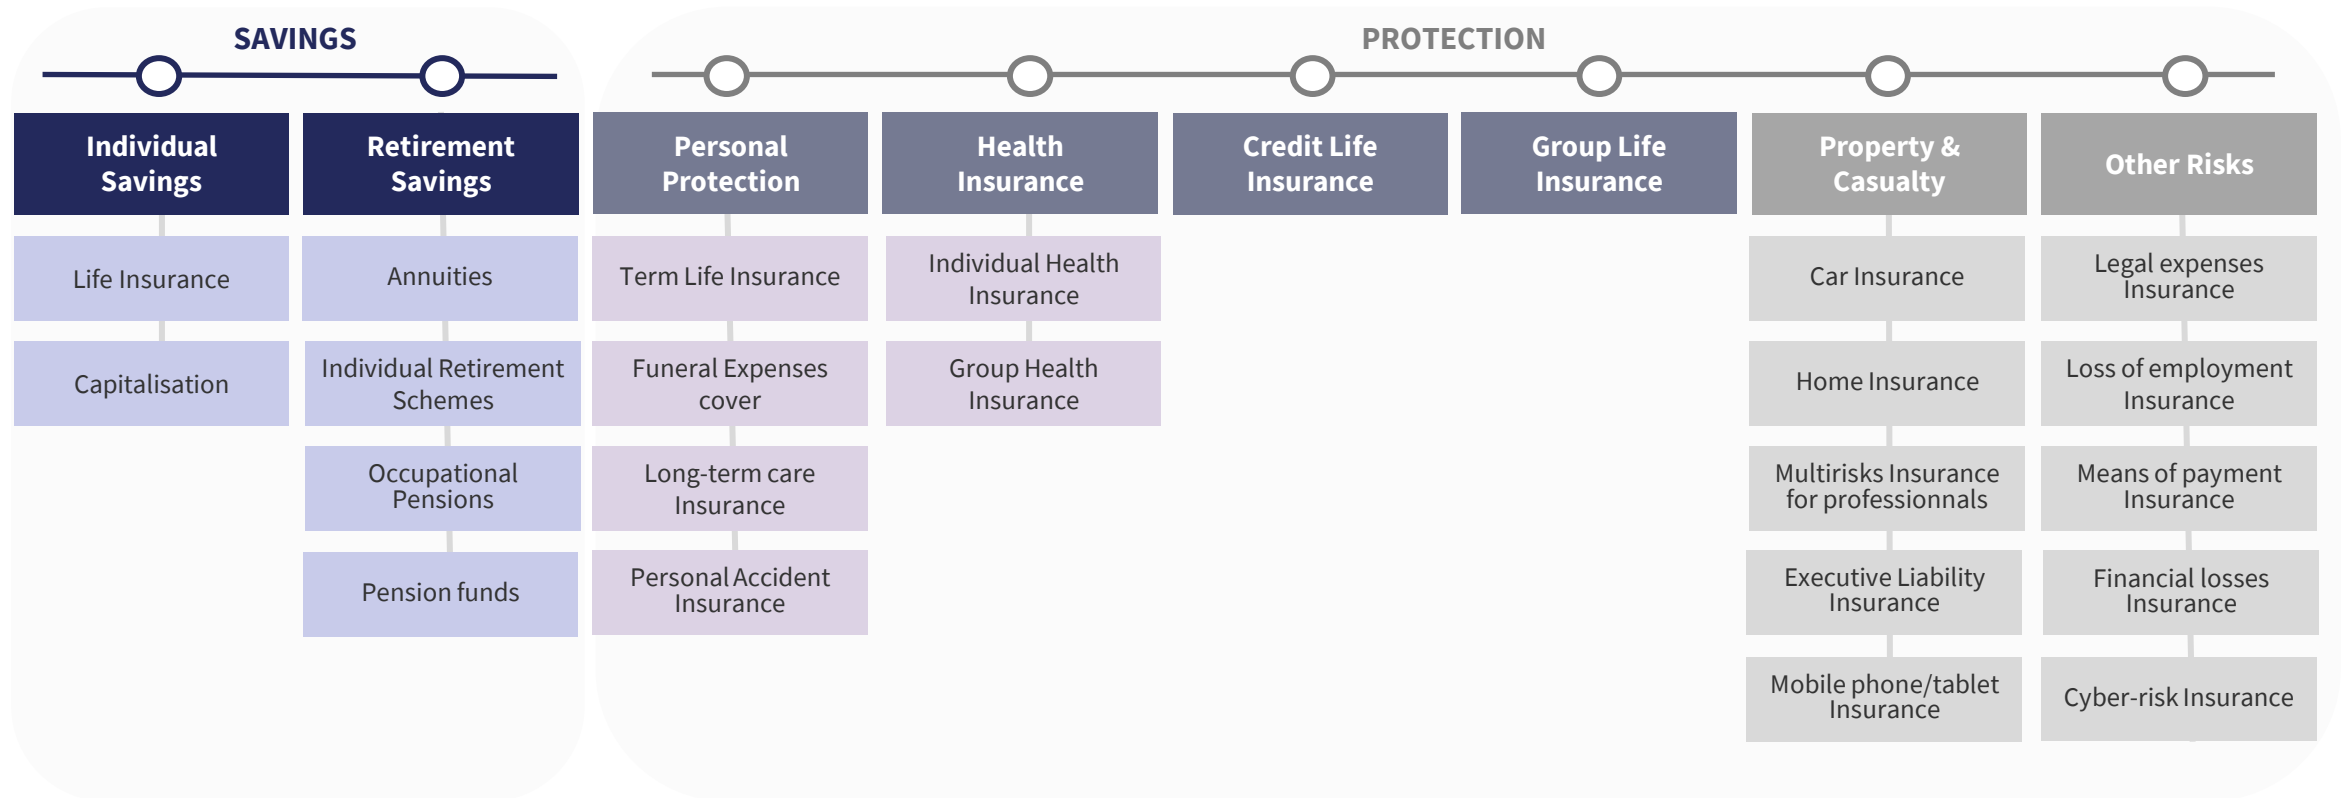 SAVINGS
PROTECTION
Individual
Savings
Retirement
Savings
Personal
Protection
Health
Insurance
Credit Life
Insurance
Group Life
Insurance
Property &
Casualty
Other Risks
Life Insurance
Capitalisation
Annuities
Individual Retirement
Schemes
Occupational
Pensions
Pension funds
Term Life Insurance
Funeral Expenses
cover
Long-term care
Insurance
Personal Accident
Insurance
Individual Health
Insurance
Group Health
Insurance
Car Insurance
Home Insurance
Multirisks Insurance
for professionnals
Executive Liability
Insurance
Mobile phone/tablet
Insurance
Legal expenses
Insurance
Loss of employment
Insurance
Means of payment
Insurance
Financial losses
Insurance
Cyber-risk Insurance